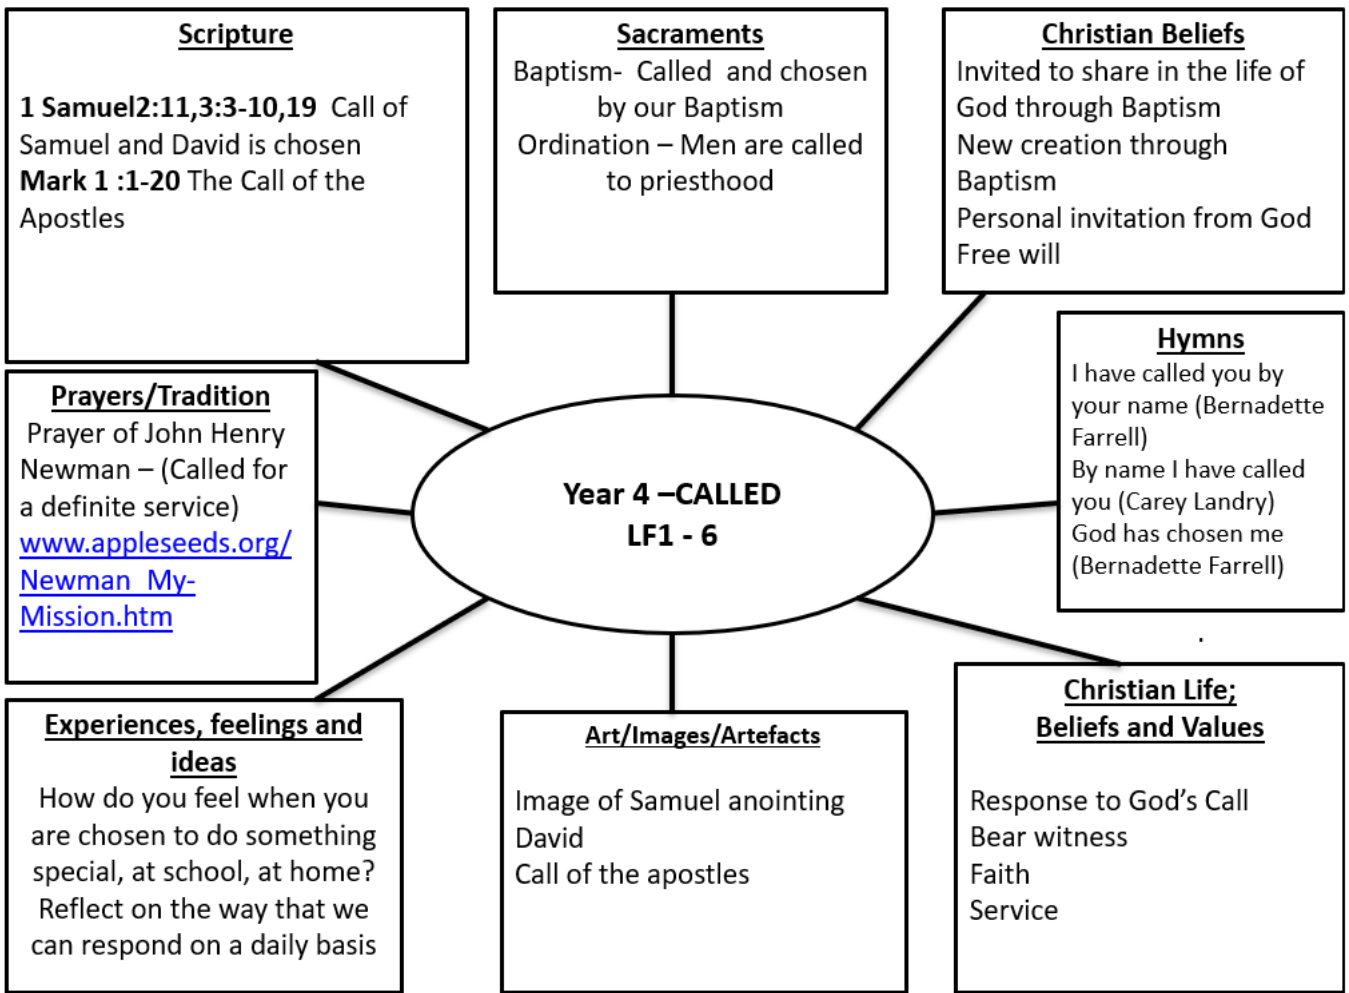 Scripture
1 Samuel2:11,3:3-10,19 Call of
Samuel and David is chosen
Mark 1 :1-20 The Call of the
Apostles
Sacraments
Baptism- Called and chosen
by our Baptism
Ordination – Men are called
to priesthood
Christian Beliefs
Invited to share in the life of
God through Baptism
New creation through
Baptism
Personal invitation from God
Free will
Prayers/Tradition
Prayer of John Henry
Newman – (Called for
a definite service)
www.appleseeds.org/
Newman_My-
Mission.htm
Year 4 –CALLED
LF1 - 6
Hymns
I have called you by
your name (Bernadette
Farrell)
By name I have called
you (Carey Landry)
God has chosen me
(Bernadette Farrell)
.
Experiences, feelings and
ideas
How do you feel when you
are chosen to do something
special, at school, at home?
Reflect on the way that we
can respond on a daily basis
Art/Images/Artefacts
Image of Samuel anointing
David
Call of the apostles
Christian Life;
Beliefs and Values
Response to God’s Call
Bear witness
Faith
Service